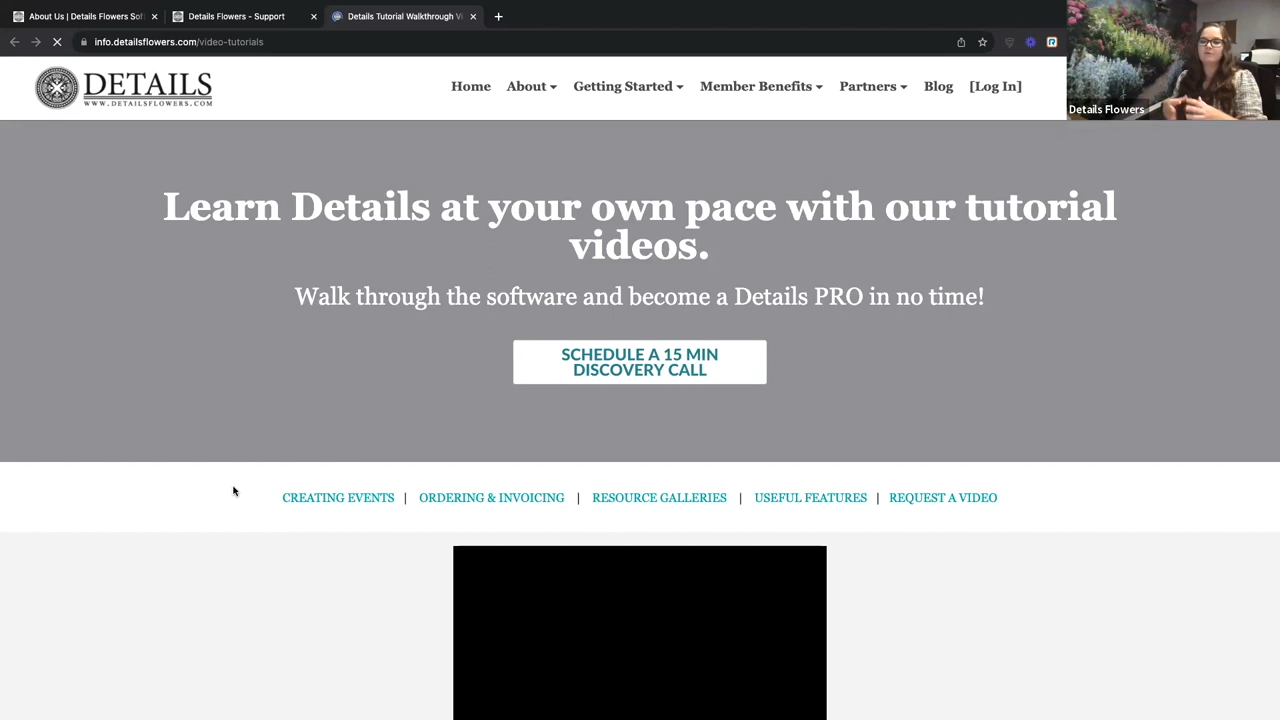 About Us | Details Flowers Sof
Details Flowers - Support
Details Tutorial Walkthrough Vi
info.detailsflowers.com/video-tutorials
DETAILS
WWW.DETAILSFLOWERS.COM
Home
About
Getting Started
Member Benefits
Partners
Blog
[Log In]
Details Flowers
Learn Details at your own pace with our tutorial
videos.
Walk through the software and become a Details PRO in no time!
SCHEDULE A 15 MIN
DISCOVERY CALL
CREATING EVENTS | ORDERING & INVOICING | RESOURCE GALLERIES | USEFUL FEATURES | REQUEST A VIDEO